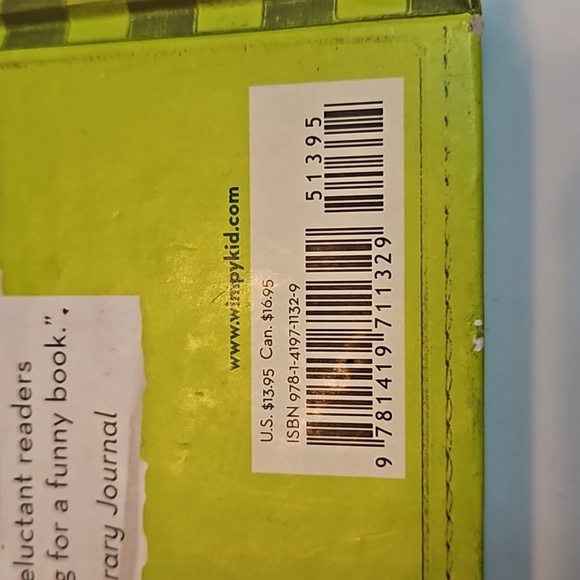 eluctant readers
g for a funny book."
rary Journal
www.wimpykid.com
U.S. $13.95 Can. $16.95
ISBN 978-1-4197-1132-9
51395
9 781419 711329